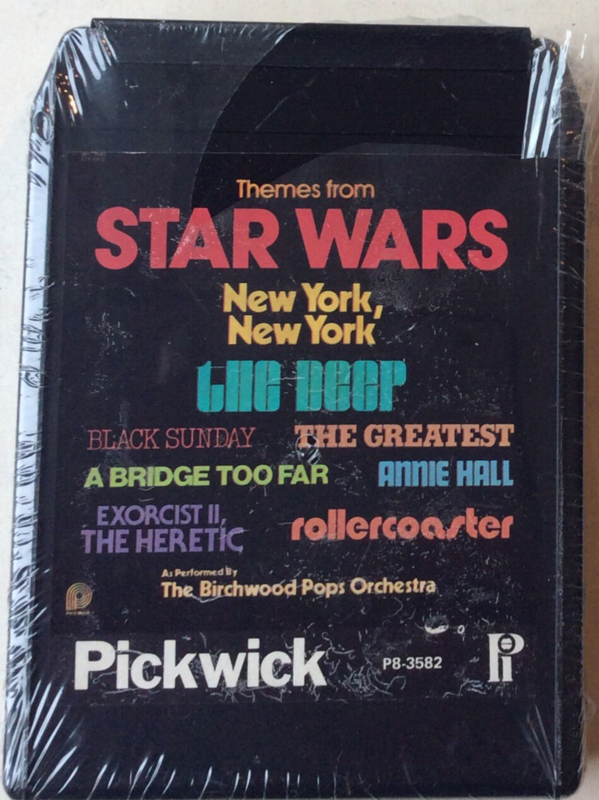 Themes from
STAR WARS
New York,
New York
the DEEP
BLACK SUNDAY
THE GREATEST
A BRIDGE TOO FAR
ANNIE HALL
EXORCIST II,
THE HERETIC
rollercoaster
As Performed By
The Birchwood Pops Orchestra
PICKWICK
Pickwick
P8-3582